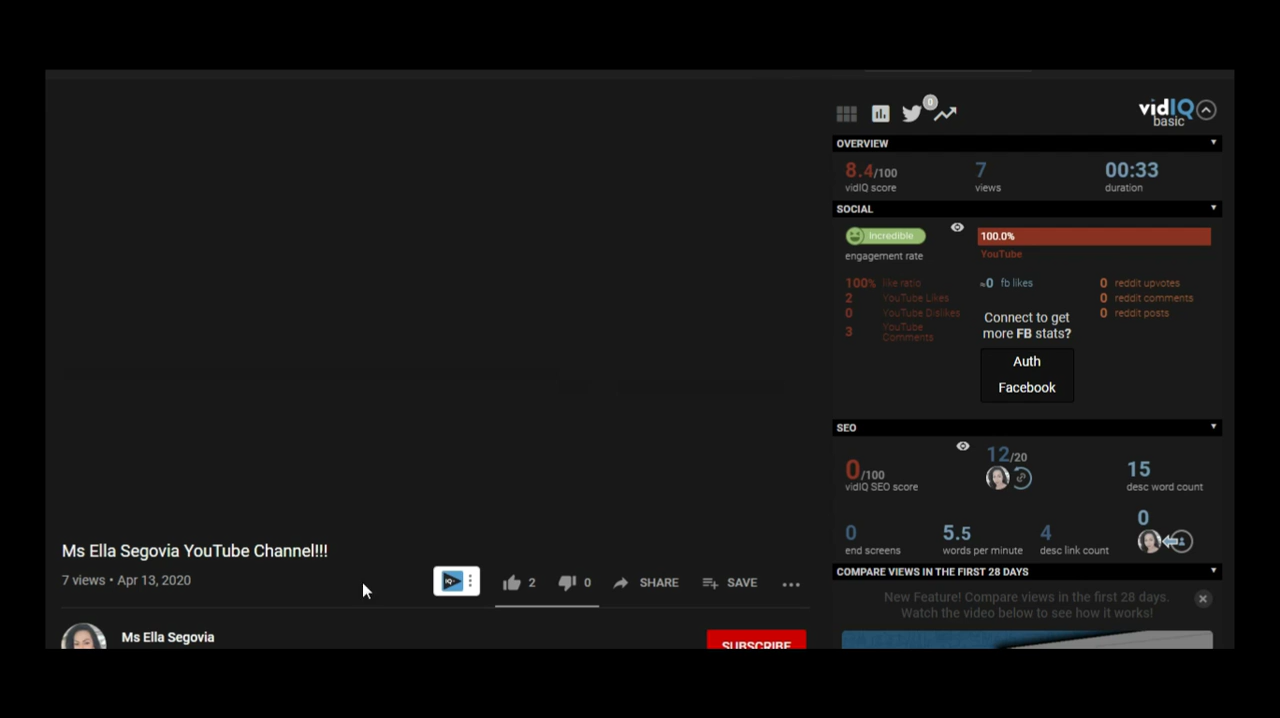 0
vidIQ
basic
OVERVIEW
8.4/100
vidIQ score
7
views
00:33
duration
SOCIAL
Incredible
engagement rate
100.0%
YouTube
100% like ratio
2 YouTube Likes
0 YouTube Dislikes
3 YouTube
Comments
≈0 fb likes
Connect to get
more FB stats?
Auth
Facebook
0 reddit upvotes
0 reddit comments
0 reddit posts
SEO
0/100
vidIQ SEO score
12/20
15
desc word count
0
end screens
5.5
words per minute
4
desc link count
0
COMPARE VIEWS IN THE FIRST 28 DAYS
New Feature! Compare views in the first 28 days.
Watch the video below to see how it works!
Ms Ella Segovia YouTube Channel!!!
7 views • Apr 13, 2020
IQ
2
0
SHARE
SAVE
Ms Ella Segovia
SUBSCRIBE